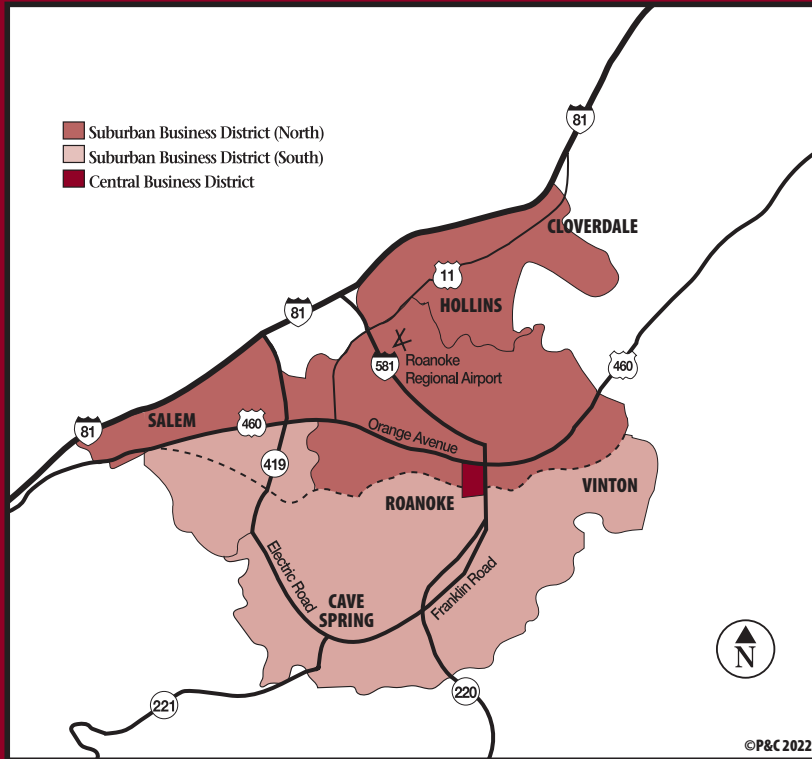 81
Suburban Business District (North)
Suburban Business District (South)
Central Business District
CLOVERDALE
11
HOLLINS
81
581
Roanoke
Regional Airport
460
SALEM
460
81
Orange Avenue
419
VINTON
ROANOKE
Electric Road
Franklin Road
CAVE
SPRING
N
221
220
©P&C 2022